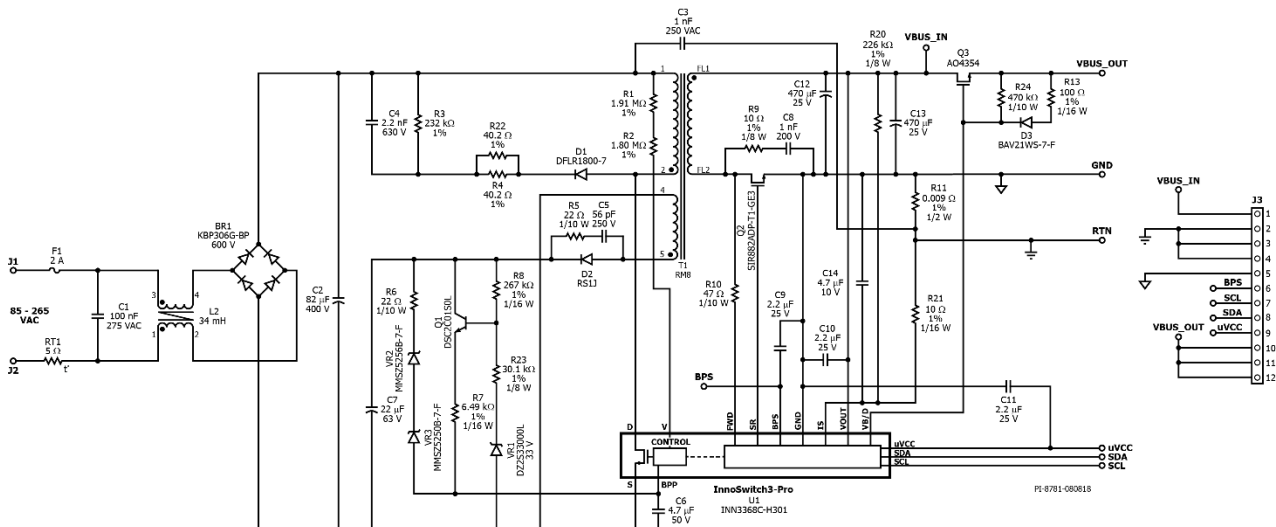 C3
1 nF
250 VAC
R20
226 kΩ
1%
1/8 W
VBUS_IN
Q3
AO4354
VBUS_OUT
1
FL1
R1
1.91 MΩ
1%
R2
1.80 MΩ
1%
C12
470 µF
25 V
R9
10 Ω
1%
1/8 W
C8
1 nF
200 V
C13
470 µF
25 V
R24
470 kΩ
1/10 W
R13
100 Ω
1%
1/16 W
D3
BAV21WS-7-F
C4
2.2 nF
630 V
R3
232 kΩ
1%
R22
40.2 Ω
1%
R4
40.2 Ω
1%
D1
DFLR1800-7
2
FL2
4
GND
R11
0.009 Ω
1%
1/2 W
RTN
VBUS_IN
J3
1
2
3
4
5
6
7
8
9
10
11
12
BPS
SCL
SDA
uVCC
VBUS_OUT
BR1
KBP306G-BP
600 V
R5
22 Ω
1/10 W
C5
56 pF
250 V
D2
RS1J
5
T1
RM8
Q2
SIR882ADP-T1-GE3
F1
2 A
J1
85 - 265
VAC
C1
100 nF
275 VAC
3
4
1
2
L2
34 mH
RT1
5 Ω
t°
J2
C2
82 µF
400 V
R6
22 Ω
1/10 W
VR2
MMSZ5256B-7-F
Q1
DSC2C01S0L
R8
267 kΩ
1%
1/16 W
R23
30.1 kΩ
1%
1/8 W
R7
6.49 kΩ
1%
1/16 W
C7
22 µF
63 V
VR3
MMSZ5250B-7-F
VR1
DZ2S33000L
33 V
R10
47 Ω
1/10 W
C9
2.2 µF
25 V
C14
4.7 µF
10 V
C10
2.2 µF
25 V
R21
10 Ω
1%
1/16 W
BPS
C11
2.2 µF
25 V
D
V
FWD
SR
BPS
GND
IS
VOUT
VB/D
CONTROL
S
BPP
uVCC
SDA
SCL
uVCC
SDA
SCL
InnoSwitch3-Pro
U1
INN3368C-H301
C6
4.7 µF
50 V
PI-8781-080818